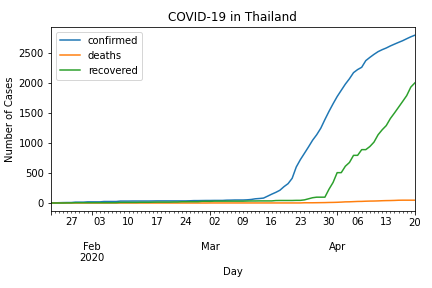 COVID-19 in Thailand
confirmed
deaths
recovered
Number of Cases
2500
2000
1500
1000
500
0
27 03 10 17 24 02 09 16 23 30 06 13 20
Feb Mar Apr
2020
Day